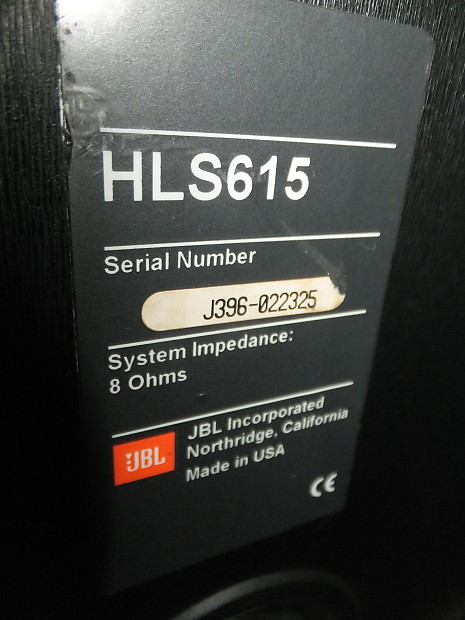 HLS615
Serial Number
J396-022325
System Impedance:
8 Ohms
JBL
JBL Incorporated
Northridge, California
Made in USA
CE